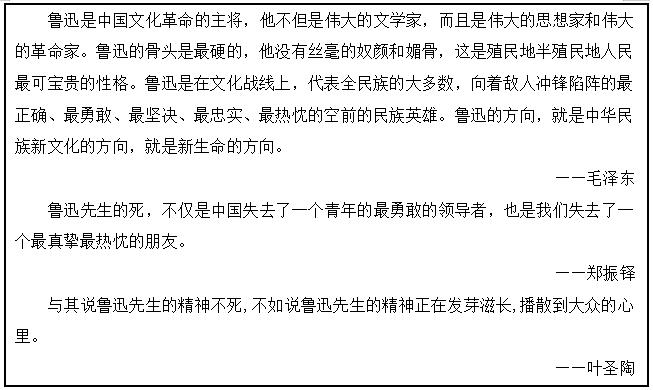 鲁迅是中国文化革命的主将，他不但是伟大的文学家，而且是伟大的思想家和伟大
的革命家。鲁迅的骨头是最硬的，他没有丝毫的奴颜和媚骨，这是殖民地半殖民地人民
最可宝贵的性格。鲁迅是在文化战线上，代表全民族的大多数，向着敌人冲锋陷阵的最
正确、最勇敢、最坚决、最忠实、最热忱的空前的民族英雄。鲁迅的方向，就是中华民
族新文化的方向，就是新生命的方向。
——毛泽东
鲁迅先生的死，不仅是中国失去了一个青年的最勇敢的领导者，也是我们失去了一
个最真挚最热忱的朋友。
——郑振铎
与其说鲁迅先生的精神不死,不如说鲁迅先生的精神正在发芽滋长,播散到大众的心
里。
——叶圣陶